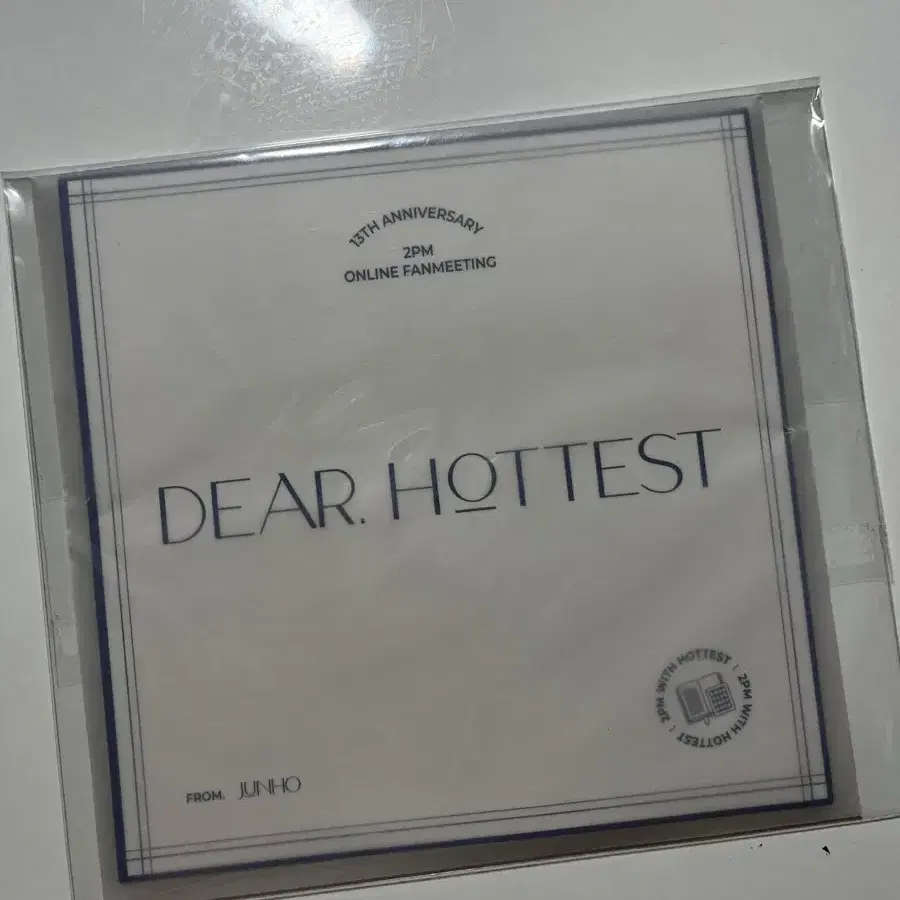 13TH ANNIVERSARY
2PM
ONLINE FANMEETING
DEAR. HOTTEST
2PM WITH HOTTEST | 2PM WITH HOTTEST |
FROM. JUNHO